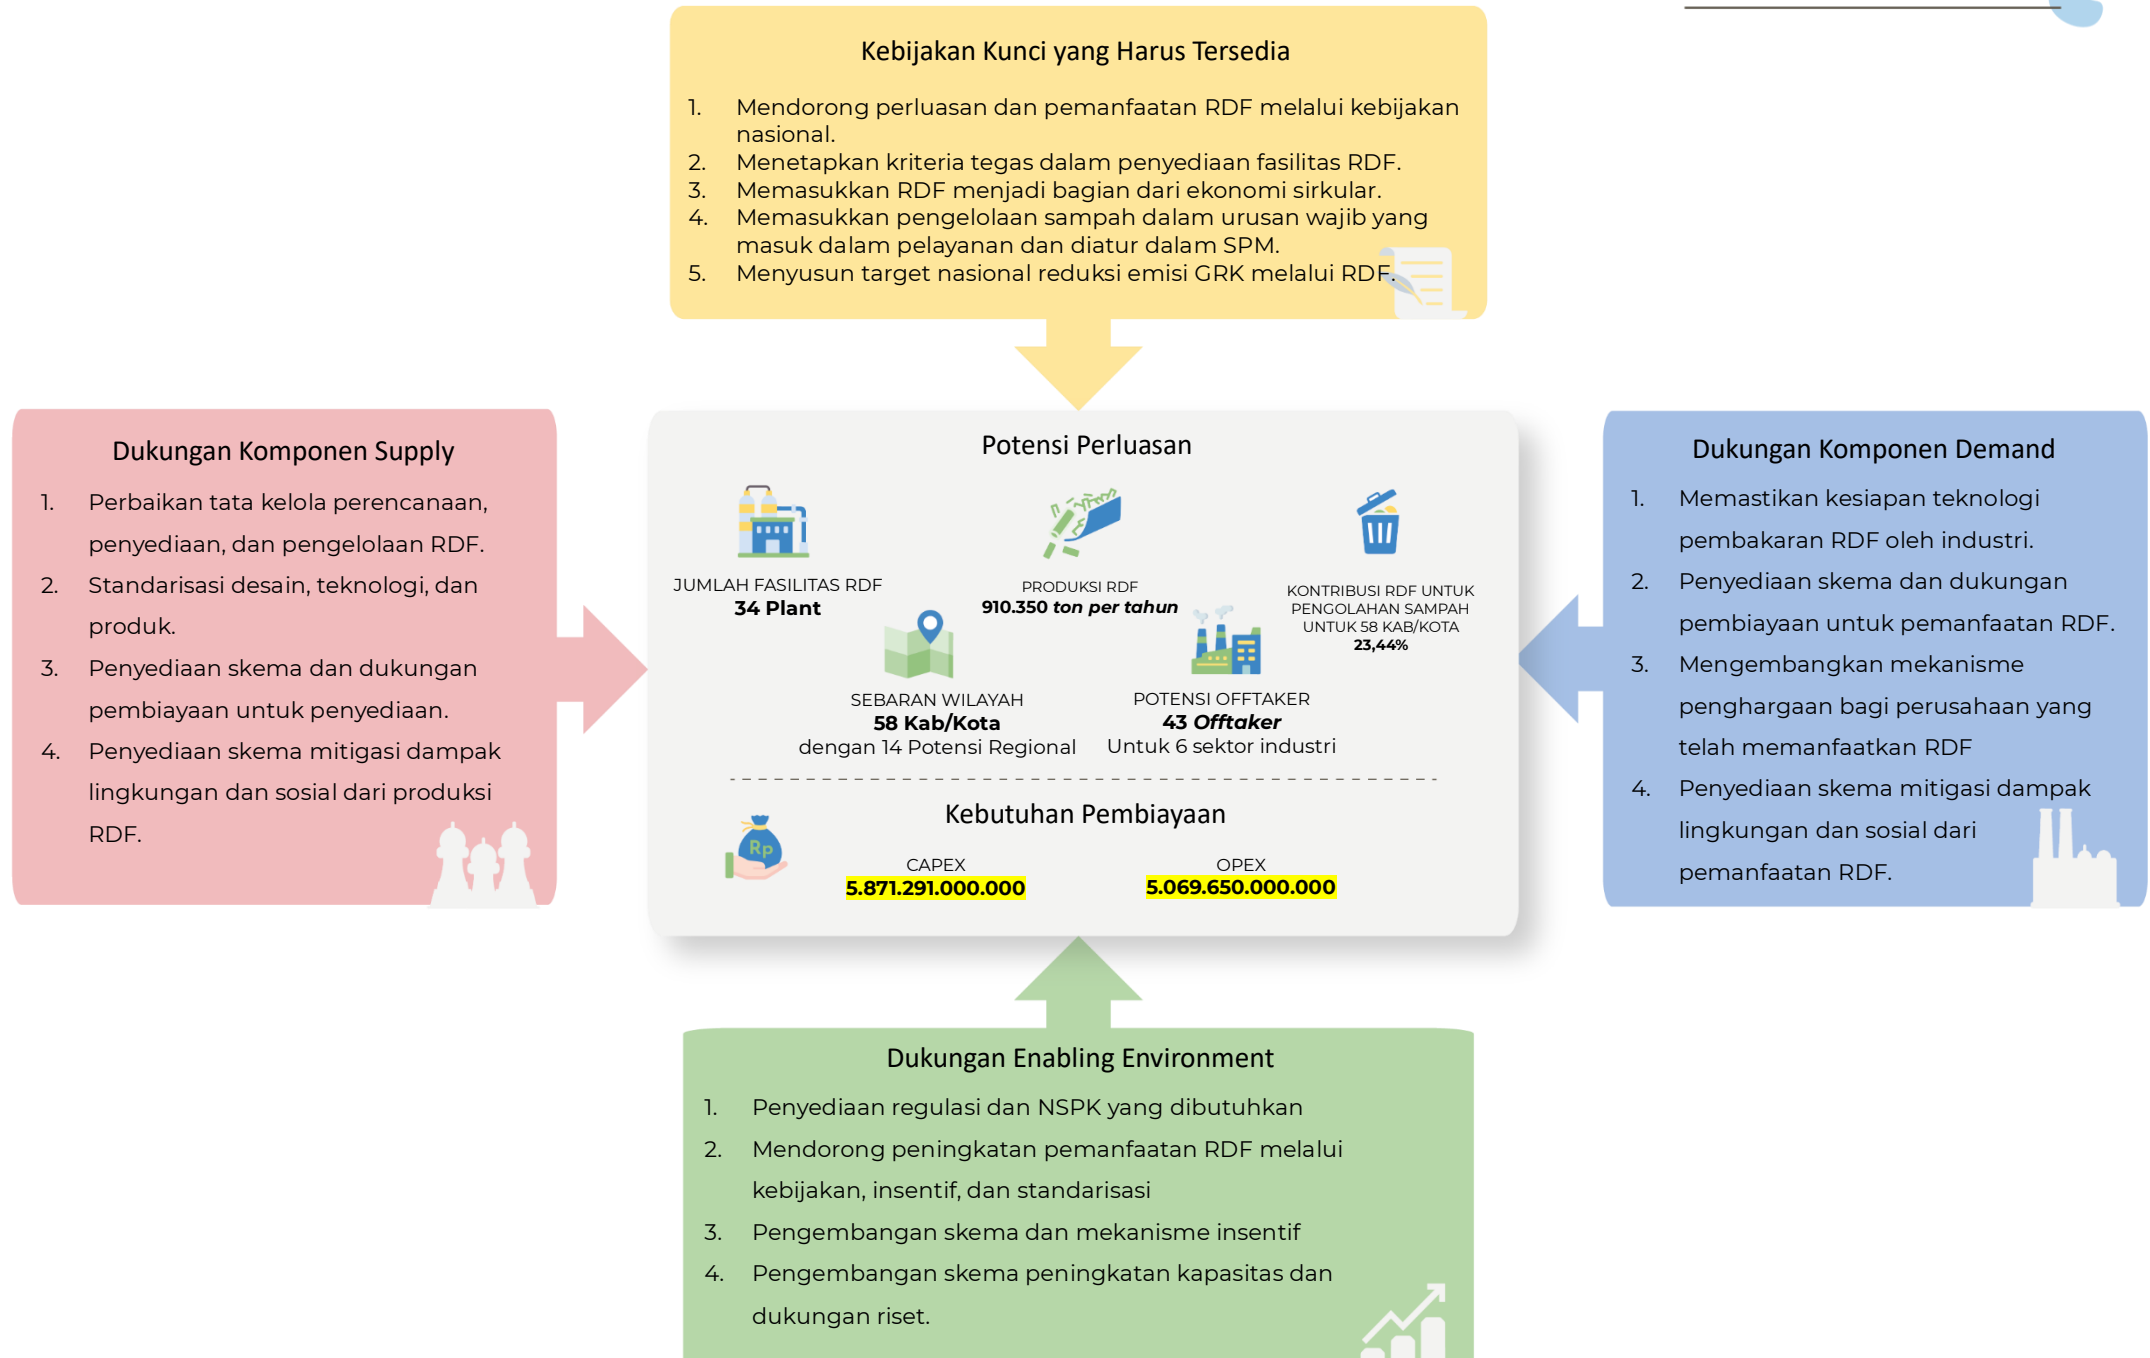 Kebijakan Kunci yang Harus Tersedia
1. Mendorong perluasan dan pemanfaatan RDF melalui kebijakan
nasional.
2. Menetapkan kriteria tegas dalam penyediaan fasilitas RDF.
3. Memasukkan RDF menjadi bagian dari ekonomi sirkular.
4. Memasukkan pengelolaan sampah dalam urusan wajib yang
masuk dalam pelayanan dan diatur dalam SPM.
5. Menyusun target nasional reduksi emisi GRK melalui RDF.
Dukungan Komponen Supply
1. Perbaikan tata kelola perencanaan,
penyediaan, dan pengelolaan RDF.
2. Standarisasi desain, teknologi, dan
produk.
3. Penyediaan skema dan dukungan
pembiayaan untuk penyediaan.
4. Penyediaan skema mitigasi dampak
lingkungan dan sosial dari produksi
RDF.
Potensi Perluasan
JUMLAH FASILITAS RDF
34 Plant
PRODUKSI RDF
910.350 ton per tahun
KONTRIBUSI RDF UNTUK
PENGOLAHAN SAMPAH
UNTUK 58 KAB/KOTA
23,44%
SEBARAN WILAYAH
58 Kab/Kota
dengan 14 Potensi Regional
POTENSI OFFTAKER
43 Offtaker
Untuk 6 sektor industri
Kebutuhan Pembiayaan
Rp
CAPEX
5.871.291.000.000
OPEX
5.069.650.000.000
Dukungan Komponen Demand
1. Memastikan kesiapan teknologi
pembakaran RDF oleh industri.
2. Penyediaan skema dan dukungan
pembiayaan untuk pemanfaatan RDF.
3. Mengembangkan mekanisme
penghargaan bagi perusahaan yang
telah memanfaatkan RDF
4. Penyediaan skema mitigasi dampak
lingkungan dan sosial dari
pemanfaatan RDF.
Dukungan Enabling Environment
1. Penyediaan regulasi dan NSPK yang dibutuhkan
2. Mendorong peningkatan pemanfaatan RDF melalui
kebijakan, insentif, dan standarisasi
3. Pengembangan skema dan mekanisme insentif
4. Pengembangan skema peningkatan kapasitas dan
dukungan riset.